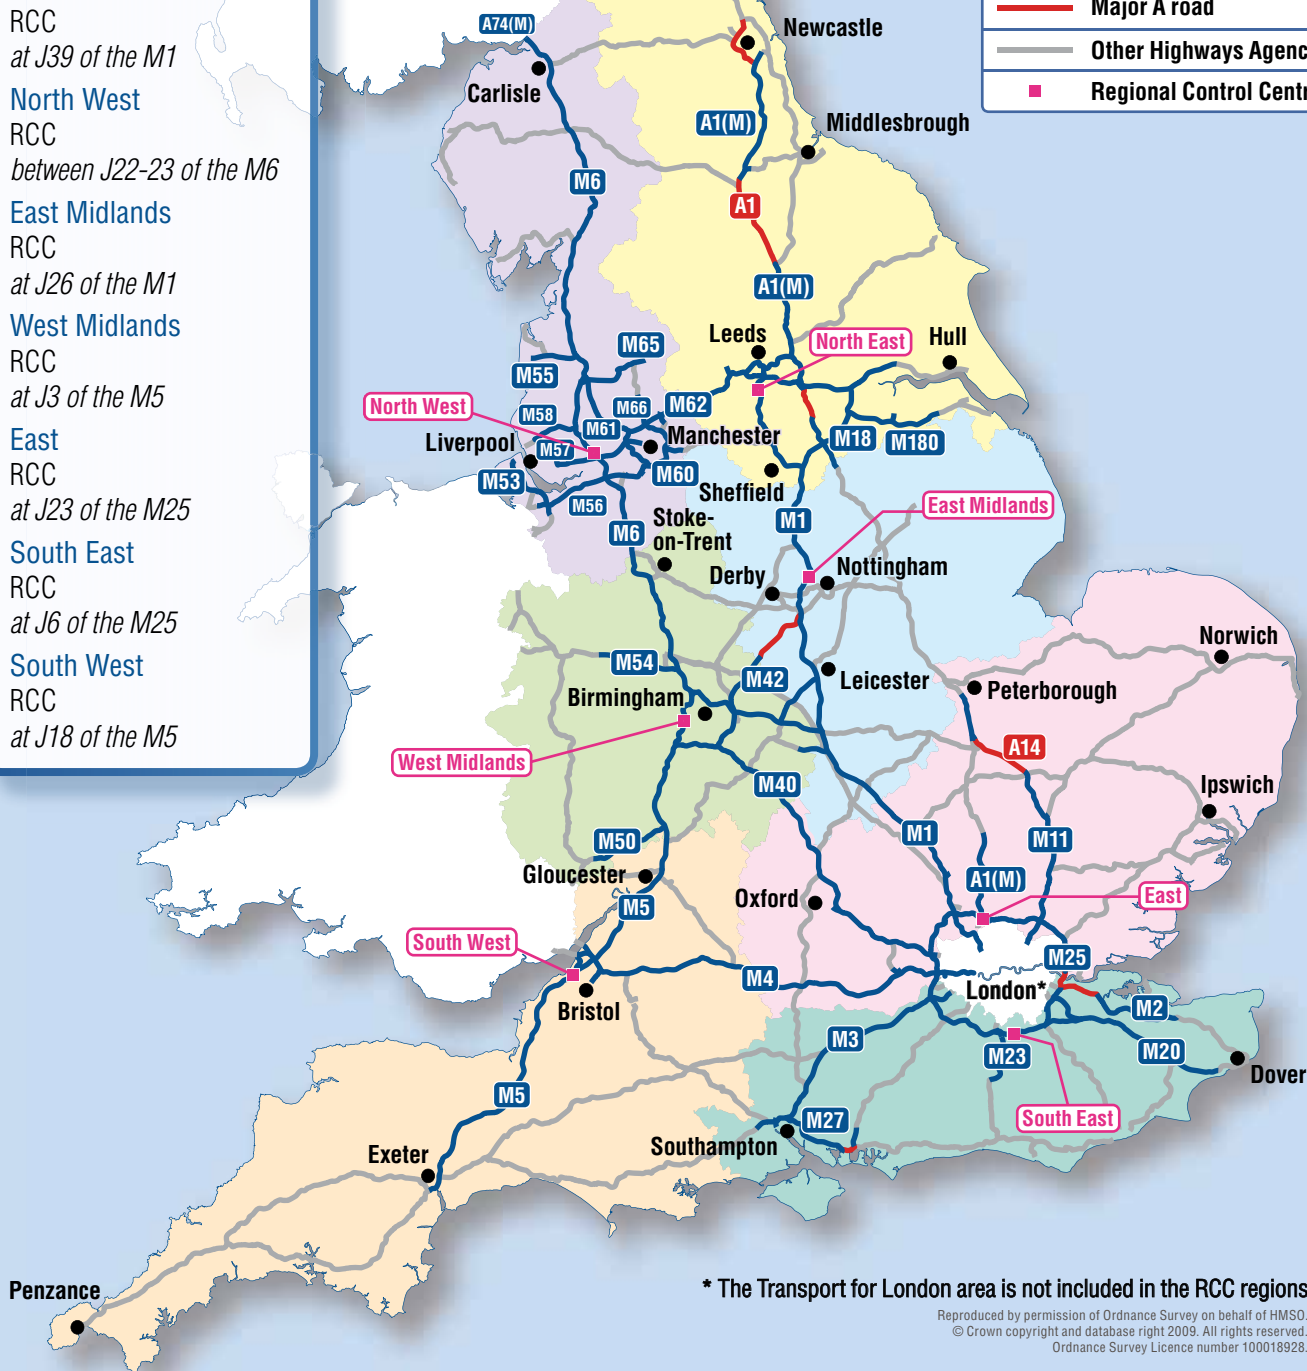 RCC
at J39 of the M1
North West
RCC
between J22-23 of the M6
East Midlands
RCC
at J26 of the M1
West Midlands
RCC
at J3 of the M5
East
RCC
at J23 of the M25
South East
RCC
at J6 of the M25
South West
RCC
at J18 of the M5
Major A road
Other Highways Agenc
Regional Control Centr
A74(M)
Newcastle
Carlisle
A1(M)
Middlesbrough
M6
A1
A1(M)
Leeds
North East
Hull
M65
M55
North West
M58
M66
M62
M61
Liverpool
M57
Manchester
M18
M180
M53
M60
Sheffield
M56
East Midlands
M6
Stoke-
on-Trent
M1
Derby
Nottingham
Norwich
M54
M42
Leicester
Peterborough
Birmingham
West Midlands
A14
M40
Ipswich
M50
M1
M11
Gloucester
A1(M)
Oxford
East
M5
South West
M25
M4
London*
Bristol
M2
M3
M23
M20
Dover
M5
M27
South East
Southampton
Exeter
Penzance
* The Transport for London area is not included in the RCC regions
Reproduced by permission of Ordnance Survey on behalf of HMSO.
© Crown copyright and database right 2009. All rights reserved.
Ordnance Survey Licence number 100018928.